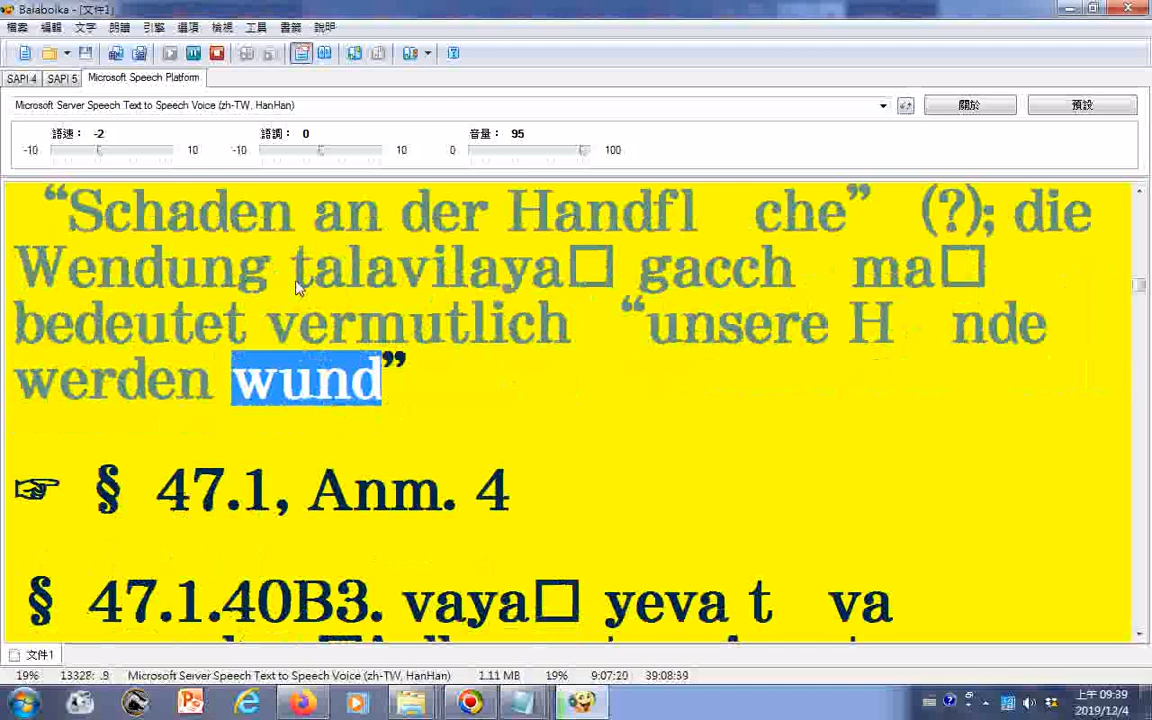 Balabolka - [文件1]
檔案 編輯 文字 朗讀 引擎 選項 檢視 工具 書籤 說明
SAPI 4 SAPI 5 Microsoft Speech Platform
Microsoft Server Speech Text to Speech Voice (zh-TW, HanHan) 關於 預設
語速： -2 語調： 0 音量： 95
-10 10 -10 10 0 100
“Schaden an der Handfl che” (?); die
Wendung talavilaya□ gacch ma□
bedeutet vermutlich “unsere H nde
werden wund”
☞ § 47.1, Anm. 4
§ 47.1.40B3. vaya□ yeva t va
文件1
19% Microsoft Server Speech Text to Speech Voice (zh-TW, HanHan) 1.11 MB 19% 9:07:20 39:08:39
上午 09:39
2019/12/4